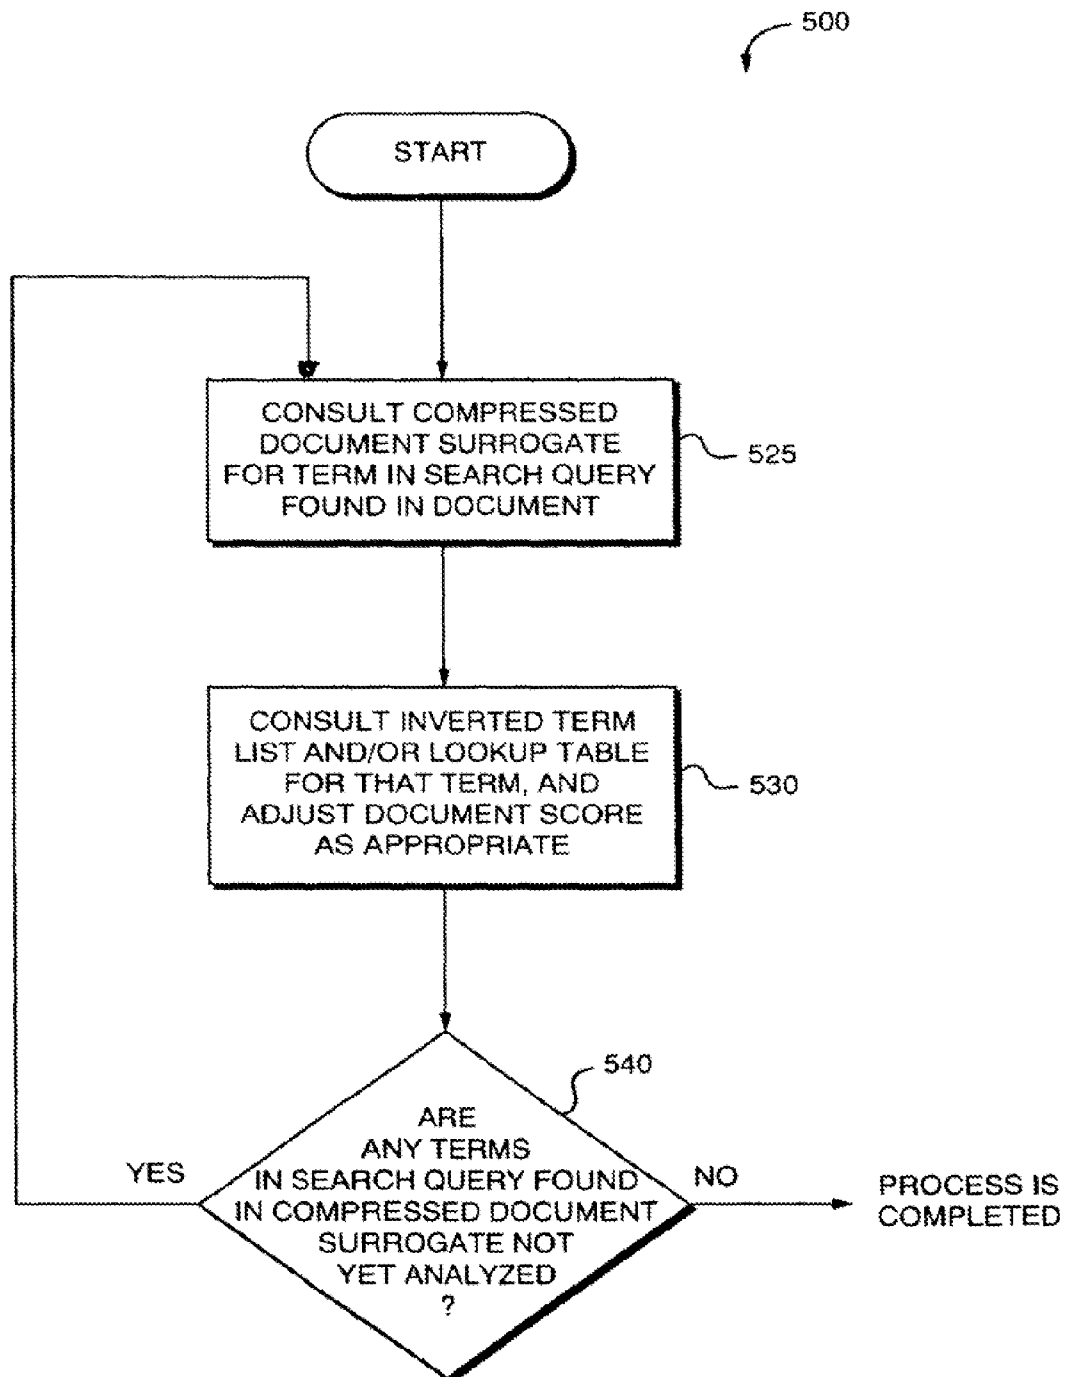 500
START
CONSULT COMPRESSED
DOCUMENT SURROGATE
FOR TERM IN SEARCH QUERY
FOUND IN DOCUMENT
525
CONSULT INVERTED TERM
LIST AND/OR LOOKUP TABLE
FOR THAT TERM, AND
ADJUST DOCUMENT SCORE
AS APPROPRIATE
530
540
ARE
ANY TERMS
IN SEARCH QUERY FOUND
IN COMPRESSED DOCUMENT
SURROGATE NOT
YET ANALYZED
?
YES
NO
PROCESS IS
COMPLETED